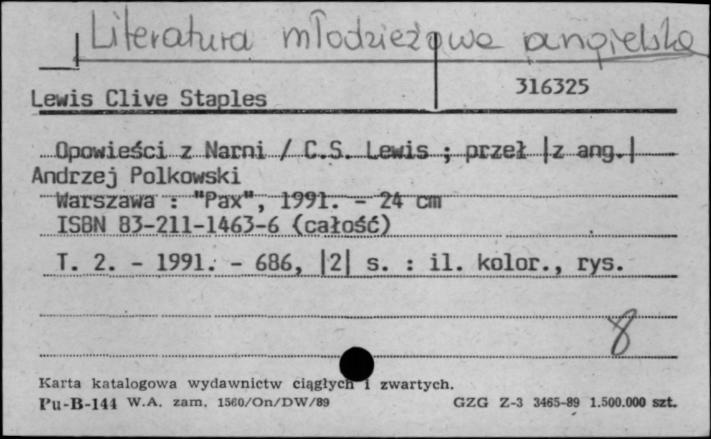 Literatura młodzieżowa angielska
316325
Lewis Clive Staples
Opowieści z Narni / C.S. Lewis ; przeł |z ang.|
Andrzej Polkowski
Warszawa : "Pax", 1991. - 24 cm
ISBN 83-211-1463-6 (całość)
T. 2. - 1991. - 686, |2| s. : il. kolor., rys.
8
Karta katalogowa wydawnictw ciągłych i zwartych.
Pu-B-144 W.A. zam. 1560/On/DW/89 GZG Z-3 3465-89 1.500.000 szt.